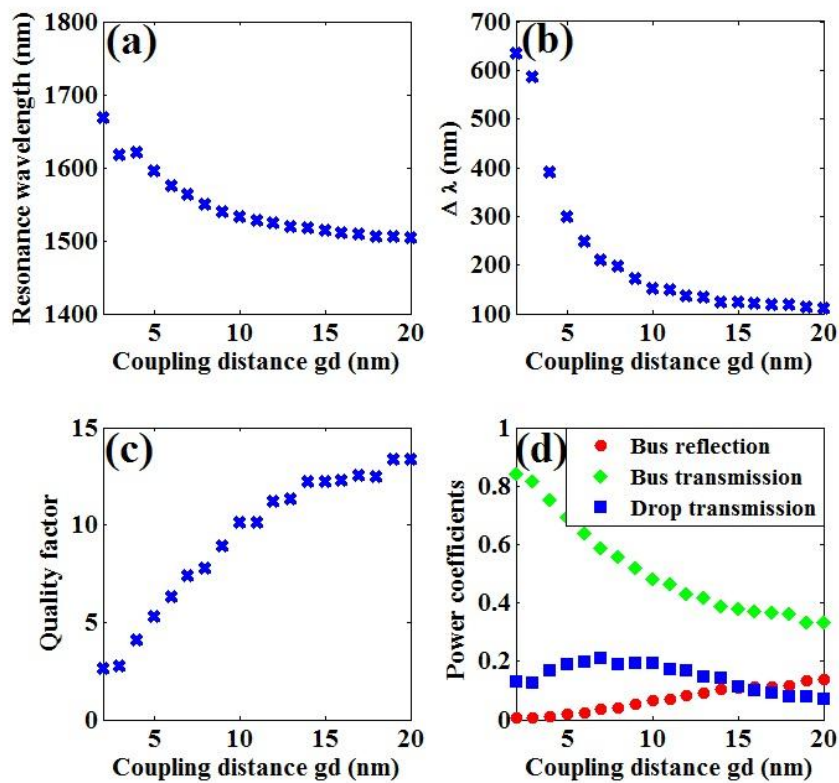 (a)
Resonance wavelength (nm)
1800
1700
1600
1500
1400
5 10 15 20
Coupling distance gd (nm)
(b)
Δ λ (nm)
700
600
500
400
300
200
100
5 10 15 20
Coupling distance gd (nm)
(c)
Quality factor
15
10
5
0
5 10 15 20
Coupling distance gd (nm)
(d)
Power coefficients
1
0.8
0.6
0.4
0.2
0
Bus reflection
Bus transmission
Drop transmission
5 10 15 20
Coupling distance gd (nm)